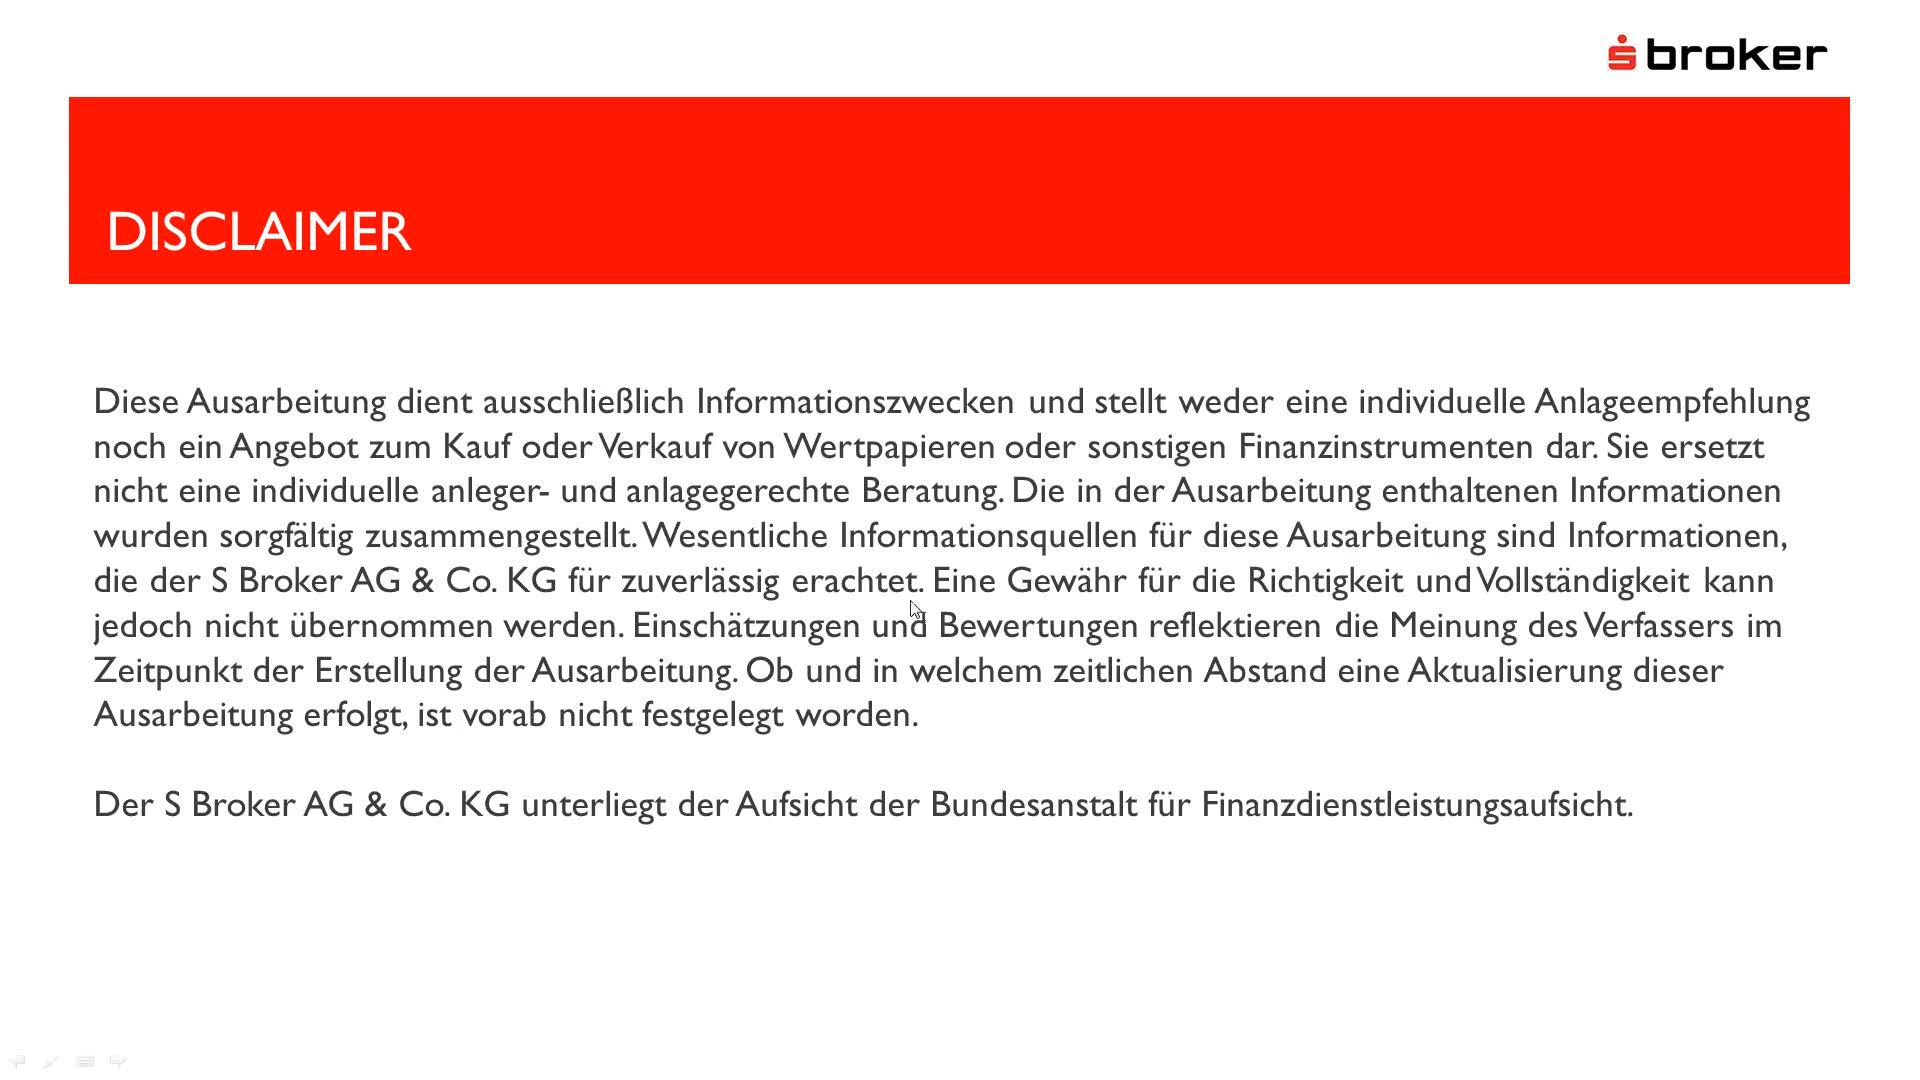 broker
DISCLAIMER
Diese Ausarbeitung dient ausschließlich Informationszwecken und stellt weder eine individuelle Anlageempfehlung
noch ein Angebot zum Kauf oder Verkauf von Wertpapieren oder sonstigen Finanzinstrumenten dar. Sie ersetzt
nicht eine individuelle anleger- und anlagegerechte Beratung. Die in der Ausarbeitung enthaltenen Informationen
wurden sorgfältig zusammengestellt. Wesentliche Informationsquellen für diese Ausarbeitung sind Informationen,
die der S Broker AG & Co. KG für zuverlässig erachtet. Eine Gewähr für die Richtigkeit und Vollständigkeit kann
jedoch nicht übernommen werden. Einschätzungen und Bewertungen reflektieren die Meinung des Verfassers im
Zeitpunkt der Erstellung der Ausarbeitung. Ob und in welchem zeitlichen Abstand eine Aktualisierung dieser
Ausarbeitung erfolgt, ist vorab nicht festgelegt worden.
Der S Broker AG & Co. KG unterliegt der Aufsicht der Bundesanstalt für Finanzdienstleistungsaufsicht.